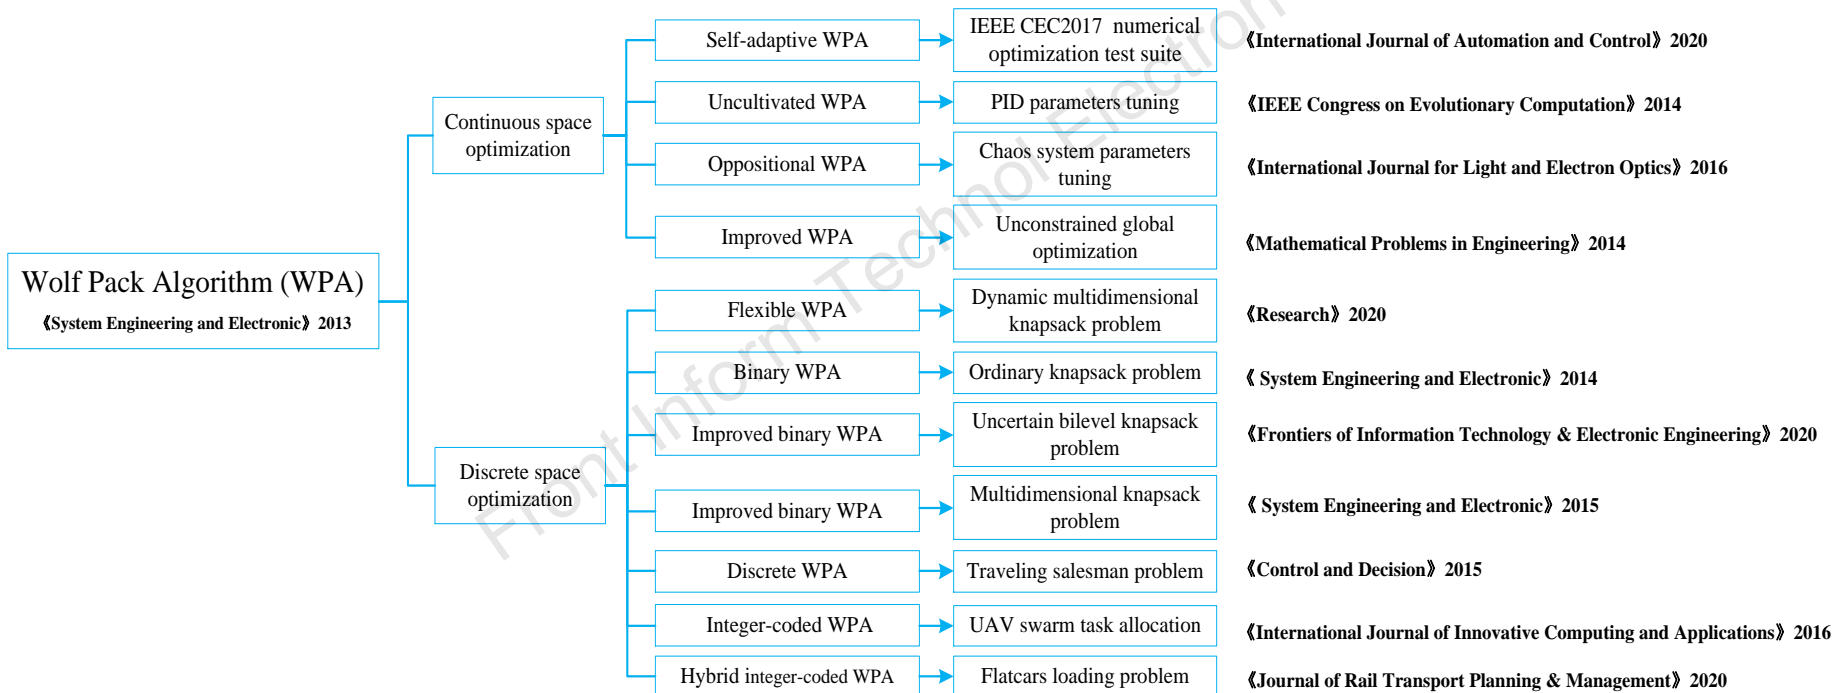 Wolf Pack Algorithm (WPA)
《System Engineering and Electronic》2013
Continuous space
optimization
Self-adaptive WPA
IEEE CEC2017 numerical
optimization test suite
《International Journal of Automation and Control》2020
Uncultivated WPA
PID parameters tuning
《IEEE Congress on Evolutionary Computation》2014
Oppositional WPA
Chaos system parameters
tuning
《International Journal for Light and Electron Optics》2016
Improved WPA
Unconstrained global
optimization
《Mathematical Problems in Engineering》2014
Discrete space
optimization
Flexible WPA
Dynamic multidimensional
knapsack problem
《Research》2020
Binary WPA
Ordinary knapsack problem
《 System Engineering and Electronic》2014
Improved binary WPA
Uncertain bilevel knapsack
problem
《Frontiers of Information Technology & Electronic Engineering》2020
Improved binary WPA
Multidimensional knapsack
problem
《 System Engineering and Electronic》2015
Discrete WPA
Traveling salesman problem
《Control and Decision》2015
Integer-coded WPA
UAV swarm task allocation
《International Journal of Innovative Computing and Applications》2016
Hybrid integer-coded WPA
Flatcars loading problem
《Journal of Rail Transport Planning & Management》2020
Front Inform Technol Electron